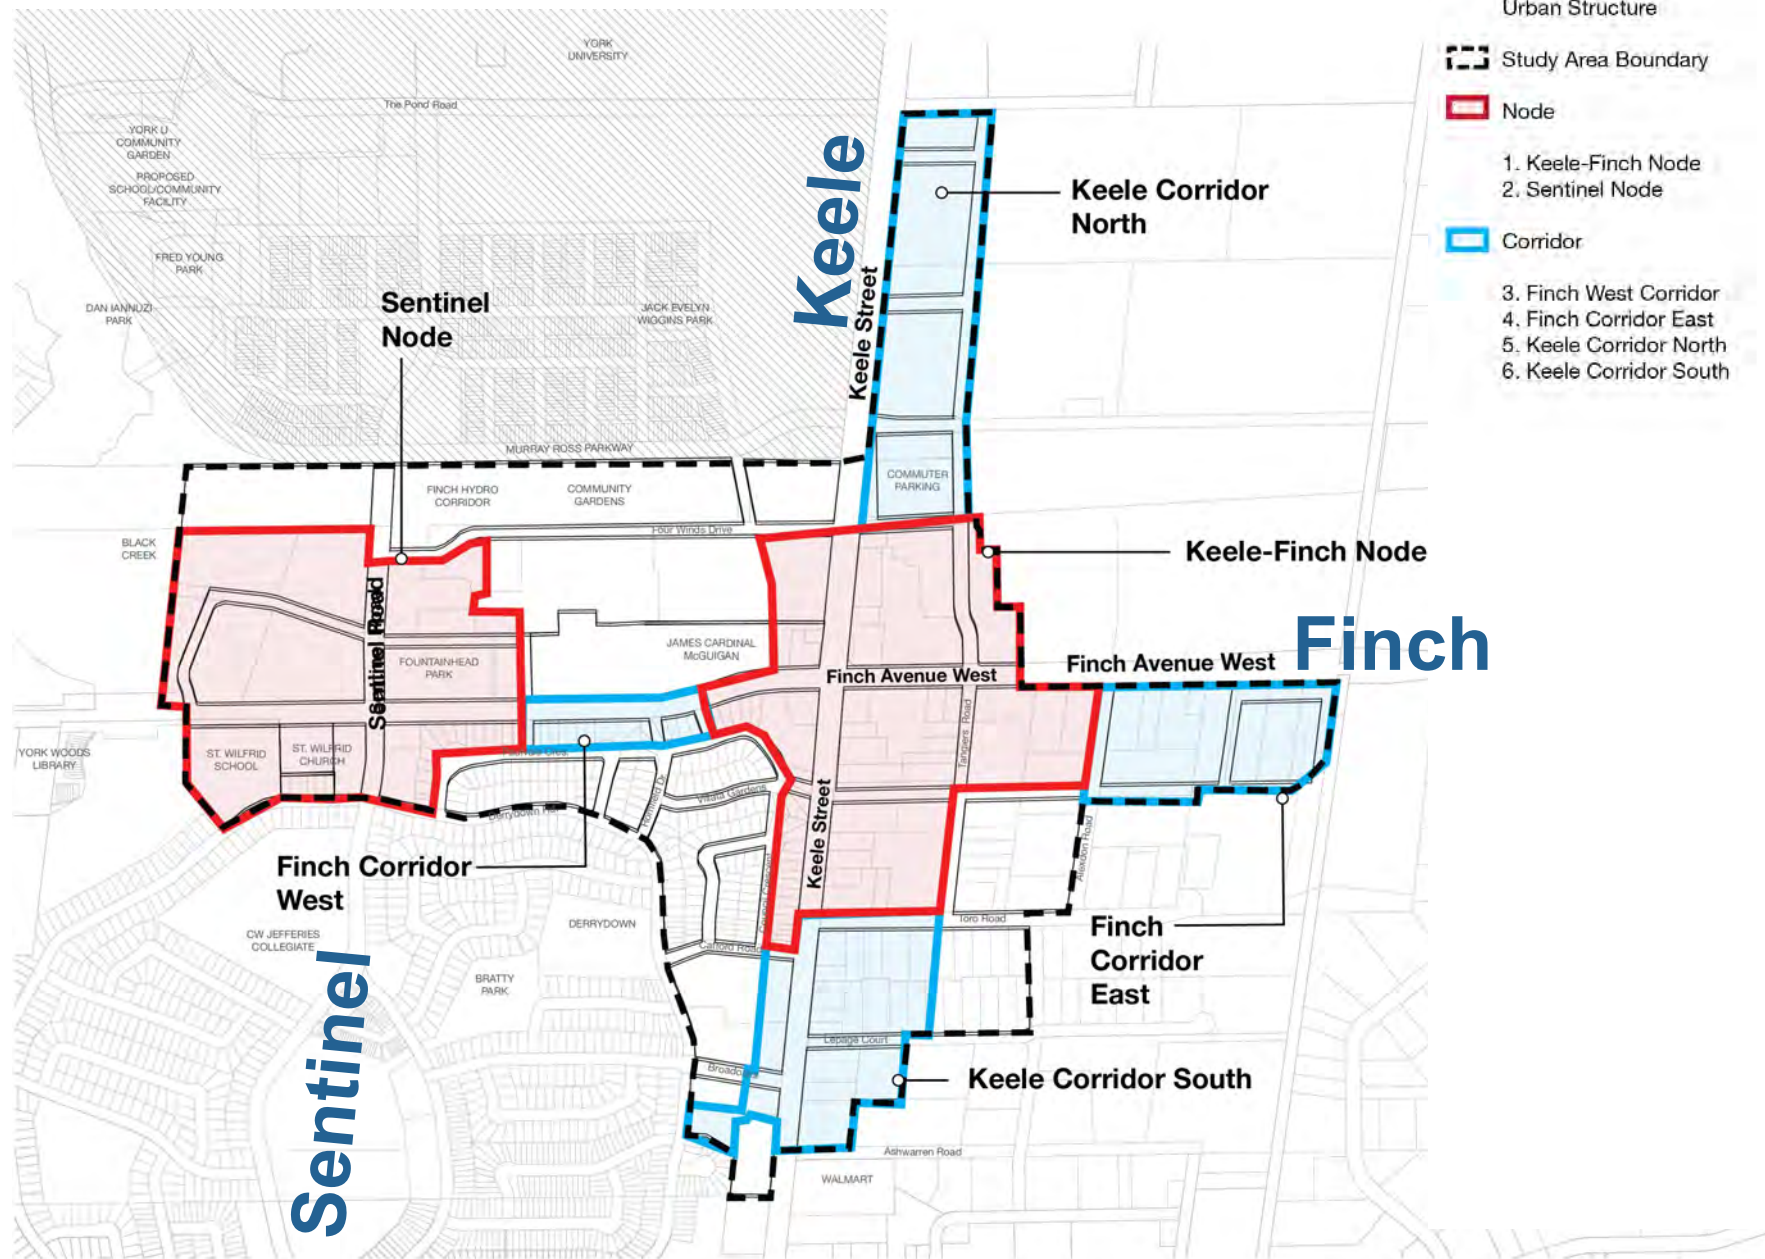 Urban Structure
Study Area Boundary
Node
1. Keele-Finch Node
2. Sentinel Node
Corridor
3. Finch West Corridor
4. Finch Corridor East
5. Keele Corridor North
6. Keele Corridor South
YORK
UNIVERSITY
The Pond Road
YORK U
COMMUNITY
GARDEN
PROPOSED
SCHOOL/COMMUNITY
FACILITY
FRED YOUNG
PARK
DAN IANNUZI
PARK
JACK EVELYN
WIGGINS PARK
Keele
Keele Street
Keele Corridor
North
Sentinel
Node
MURRAY ROSS PARKWAY
FINCH HYDRO
CORRIDOR
COMMUNITY
GARDENS
COMMUTER
PARKING
Four Winds Drive
BLACK
CREEK
Keele-Finch Node
Sentinel Road
FOUNTAINHEAD
PARK
JAMES CARDINAL
McGUIGAN
Finch Avenue West
Finch Avenue West
Finch
Tangiers Road
YORK WOODS
LIBRARY
ST. WILFRID
SCHOOL
ST. WILFRID
CHURCH
Vitalia Gardens
Keele Street
Council Crescent
Finch Corridor
West
CW JEFFERIES
COLLEGIATE
DERRYDOWN
BRATTY
PARK
Catford Road
Toro Road
Finch
Corridor
East
Lepage Court
Keele Corridor South
Ashwarren Road
WALMART
Sentinel